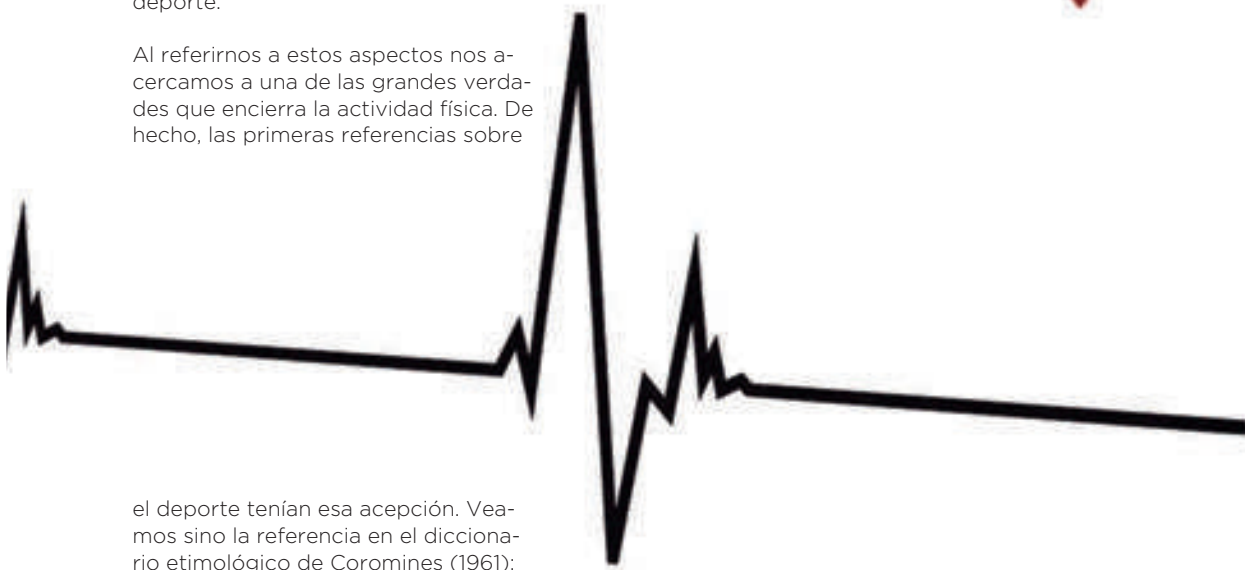 deporte.
Al referirnos a estos aspectos nos a-
cercamos a una de las grandes verda-
des que encierra la actividad física. De
hecho, las primeras referencias sobre
el deporte tenían esa acepción. Vea-
mos sino la referencia en el dicciona-
rio etimológico de Coromines (1961):